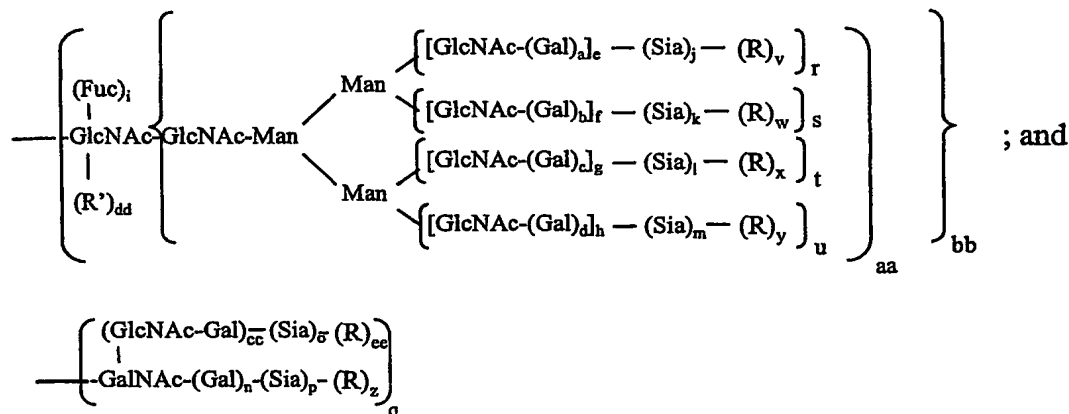 [GlcNAc-(Gal)a]e — (Sia)j — (R)v r
(Fuc)i
Man
[GlcNAc-(Gal)b]f — (Sia)k — (R)w s
GlcNAc-GlcNAc-Man ; and
[GlcNAc-(Gal)c]g — (Sia)l — (R)x t
Man
(R')dd
[GlcNAc-(Gal)d]h — (Sia)m — (R)y u
aa bb
(GlcNAc-Gal)cc-(Sia)o-(R)ee
GalNAc-(Gal)n-(Sia)p-(R)z
q